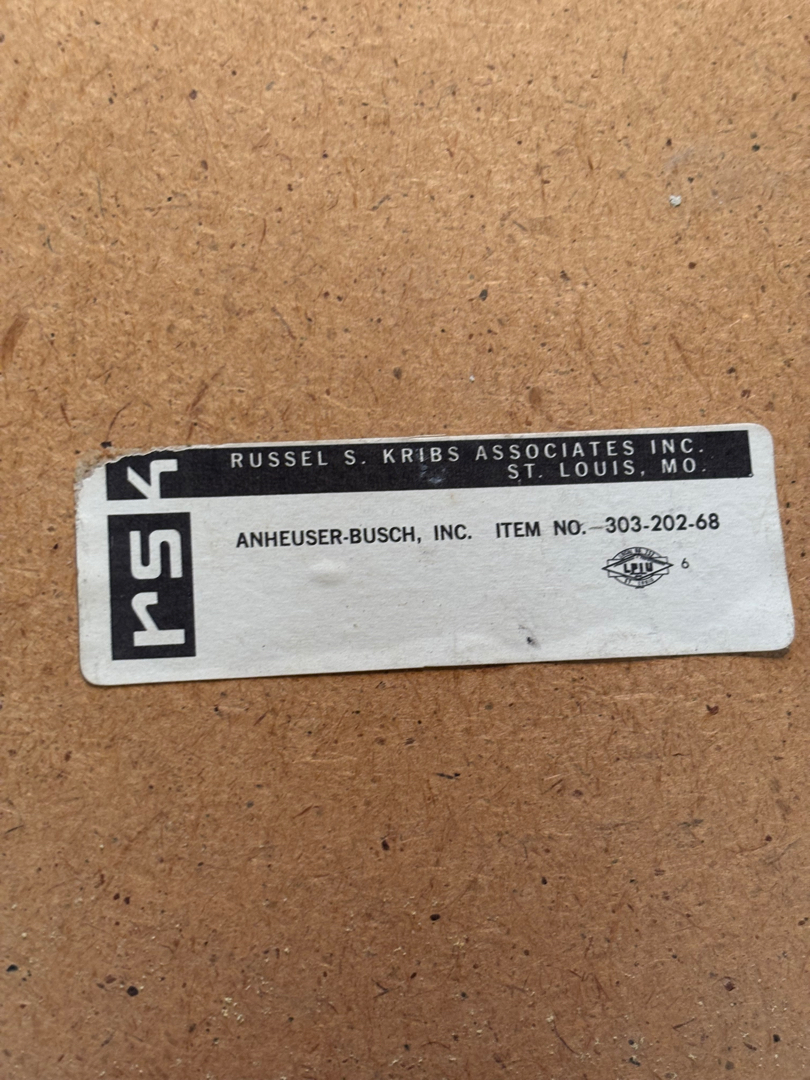 rsk
RUSSEL S. KRIBS ASSOCIATES INC.
ST. LOUIS, MO.
ANHEUSER-BUSCH, INC. ITEM NO.-303-202-68
LPIU
6